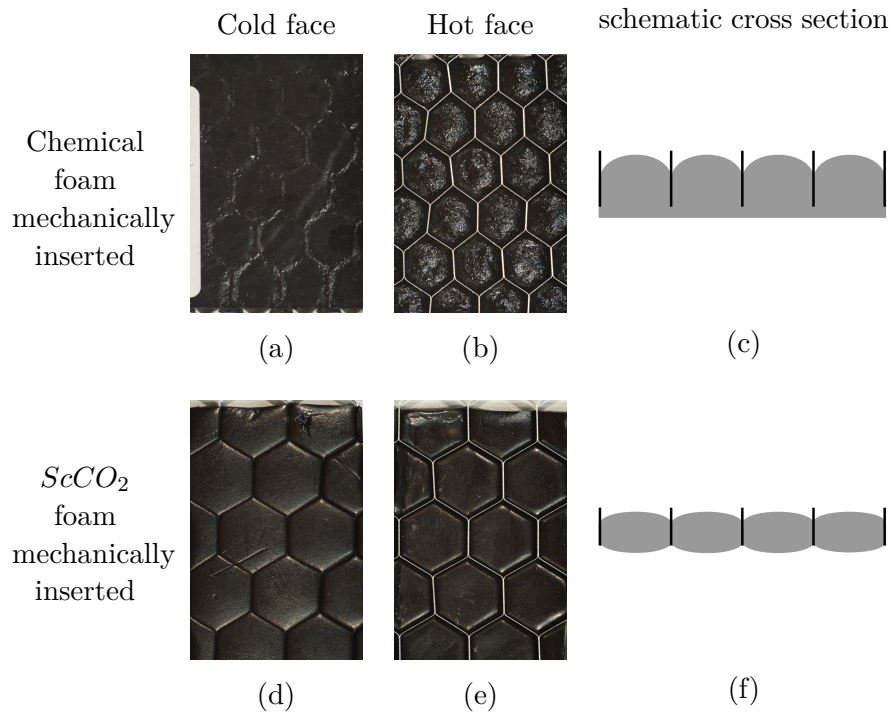 Cold face
Hot face
schematic cross section
Chemical
foam
mechanically
inserted
(a)
(b)
(c)
ScCO₂
foam
mechanically
inserted
(d)
(e)
(f)